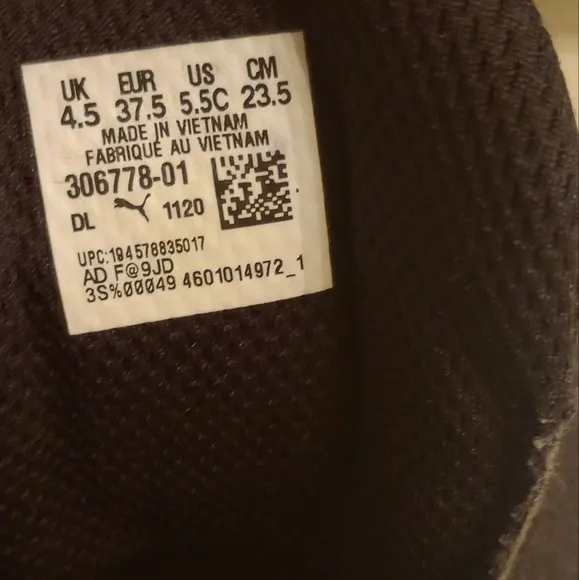 UK EUR US CM
4.5 37.5 5.5C 23.5
MADE IN VIETNAM
FABRIQUÉ AU VIETNAM
306778-01
DL 1120
UPC:194578835017
AD F@9JD
3S%00049 4601014972_1